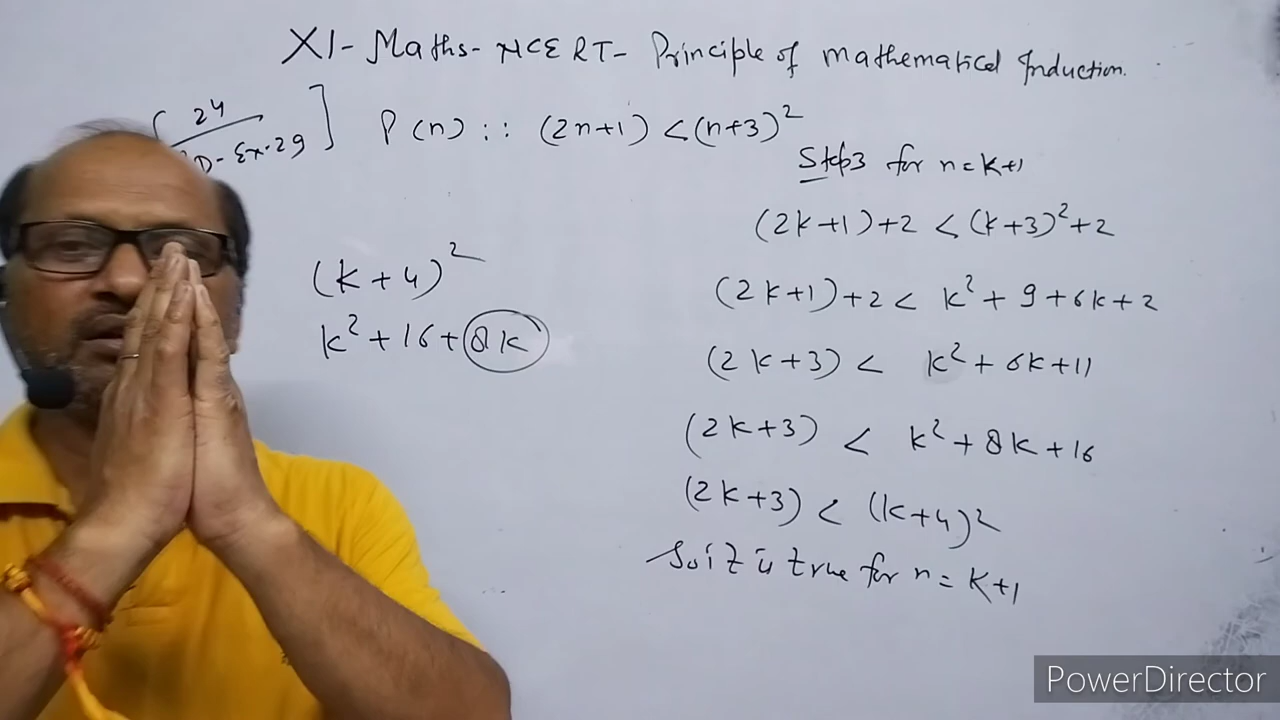 XI - Maths - NCERT - Principle of mathematical Induction.
24
D - Ex. 29
P(n) :: (2n+1) < (n+3)²
Step3 for n=k+1
(2k+1)+2 < (k+3)²+2
(k+4)²
(2k+1)+2 < k²+9+6k+2
k²+16+8k
(2k+3) < k²+6k+11
(2k+3) < k²+8k+16
(2k+3) < (k+4)²
So it is true for n = k+1
PowerDirector